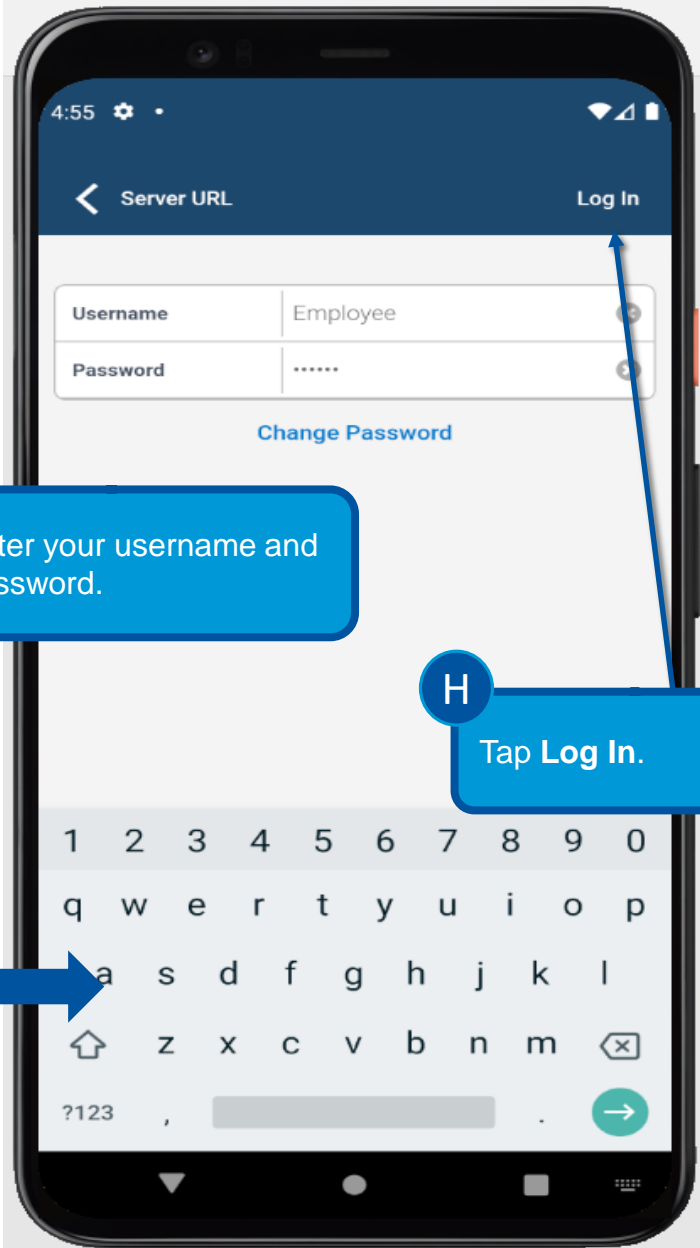 4:55
Server URL Log In
Username Employee
Password ······
Change Password
ter your username and
ssword.
H
Tap Log In.
1 2 3 4 5 6 7 8 9 0
q w e r t y u i o p
a s d f g h j k l
z x c v b n m
?123 , .